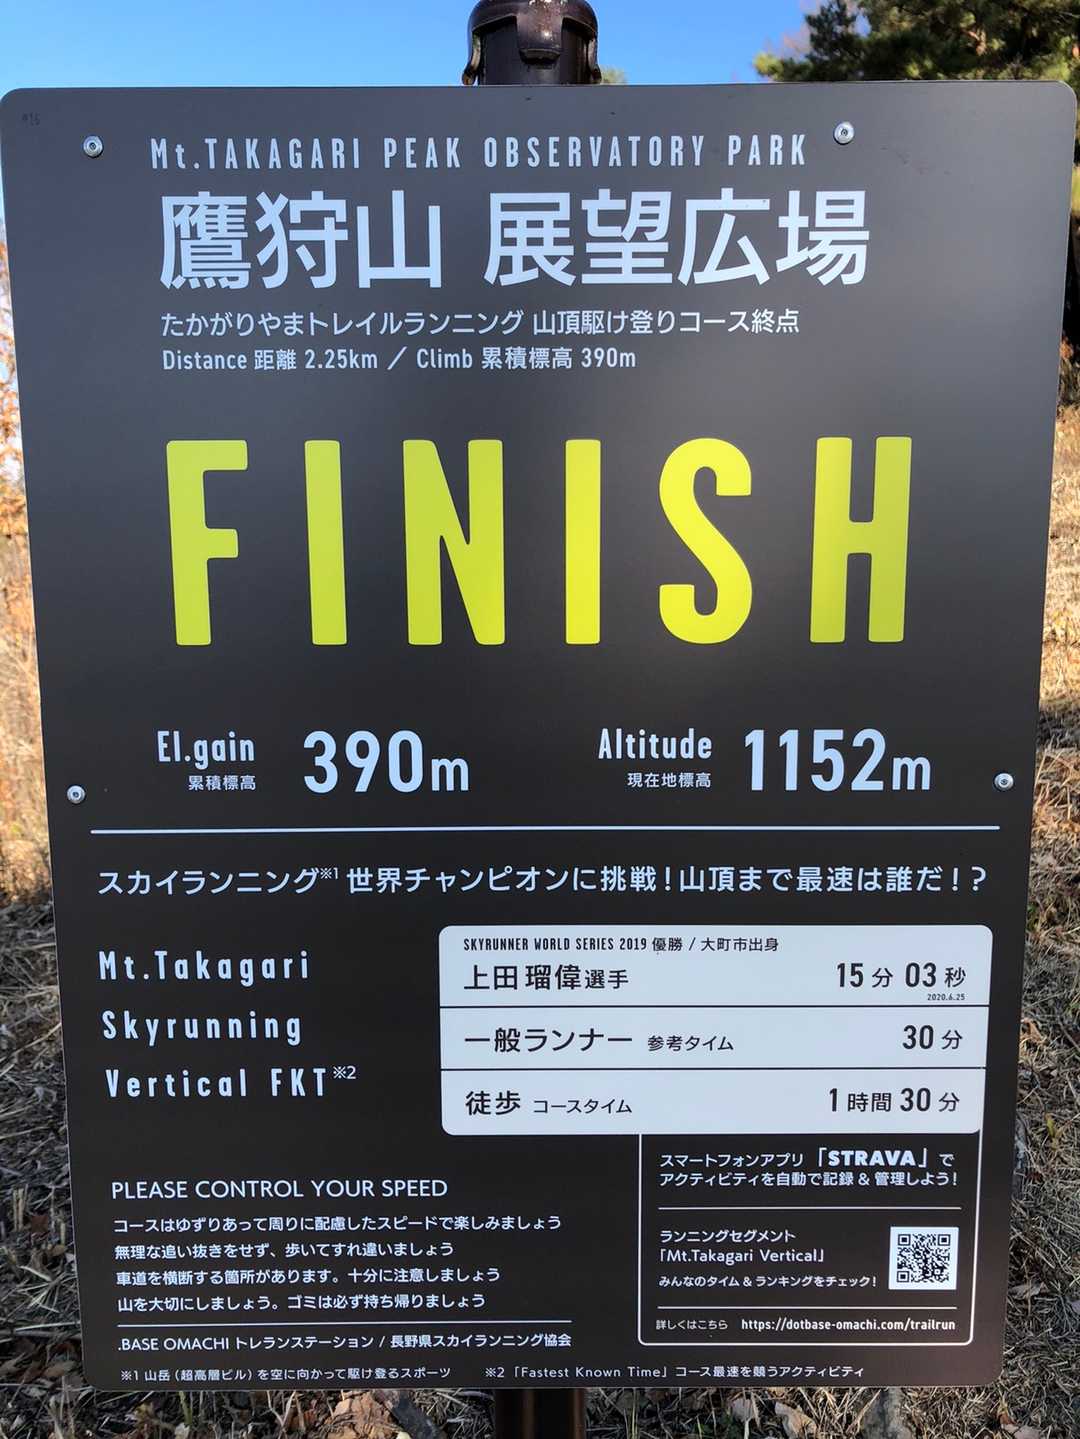 #16
Mt.TAKAGARI PEAK OBSERVATORY PARK
鷹狩山 展望広場
たかがりやまトレイルランニング 山頂駆け登りコース終点
Distance 距離 2.25km / Climb 累積標高 390m
FINISH
El.gain 累積標高 390m
Altitude 現在地標高 1152m
スカイランニング※1 世界チャンピオンに挑戦！山頂まで最速は誰だ！？
Mt.Takagari
Skyrunning
Vertical FKT※2
SKYRUNNER WORLD SERIES 2019 優勝 / 大町市出身
上田 瑠偉選手 15分 03秒
2020.6.25
一般ランナー 参考タイム 30分
徒歩 コースタイム 1時間 30分
スマートフォンアプリ「STRAVA」で
アクティビティを自動で記録 & 管理しよう！
ランニングセグメント
「Mt.Takagari Vertical」
みんなのタイム & ランキングをチェック！
詳しくはこちら https://dotbase-omachi.com/trailrun
PLEASE CONTROL YOUR SPEED
コースはゆずりあって周りに配慮したスピードで楽しみましょう
無理な追い抜きをせず、歩いてすれ違いましょう
車道を横断する箇所があります。十分に注意しましょう
山を大切にしましょう。ゴミは必ず持ち帰りましょう
.BASE OMACHI トレランステーション / 長野県スカイランニング協会
※1 山岳（超高層ビル）を空に向かって駆け登るスポーツ ※2「Fastest Known Time」コース最速を競うアクティビティ